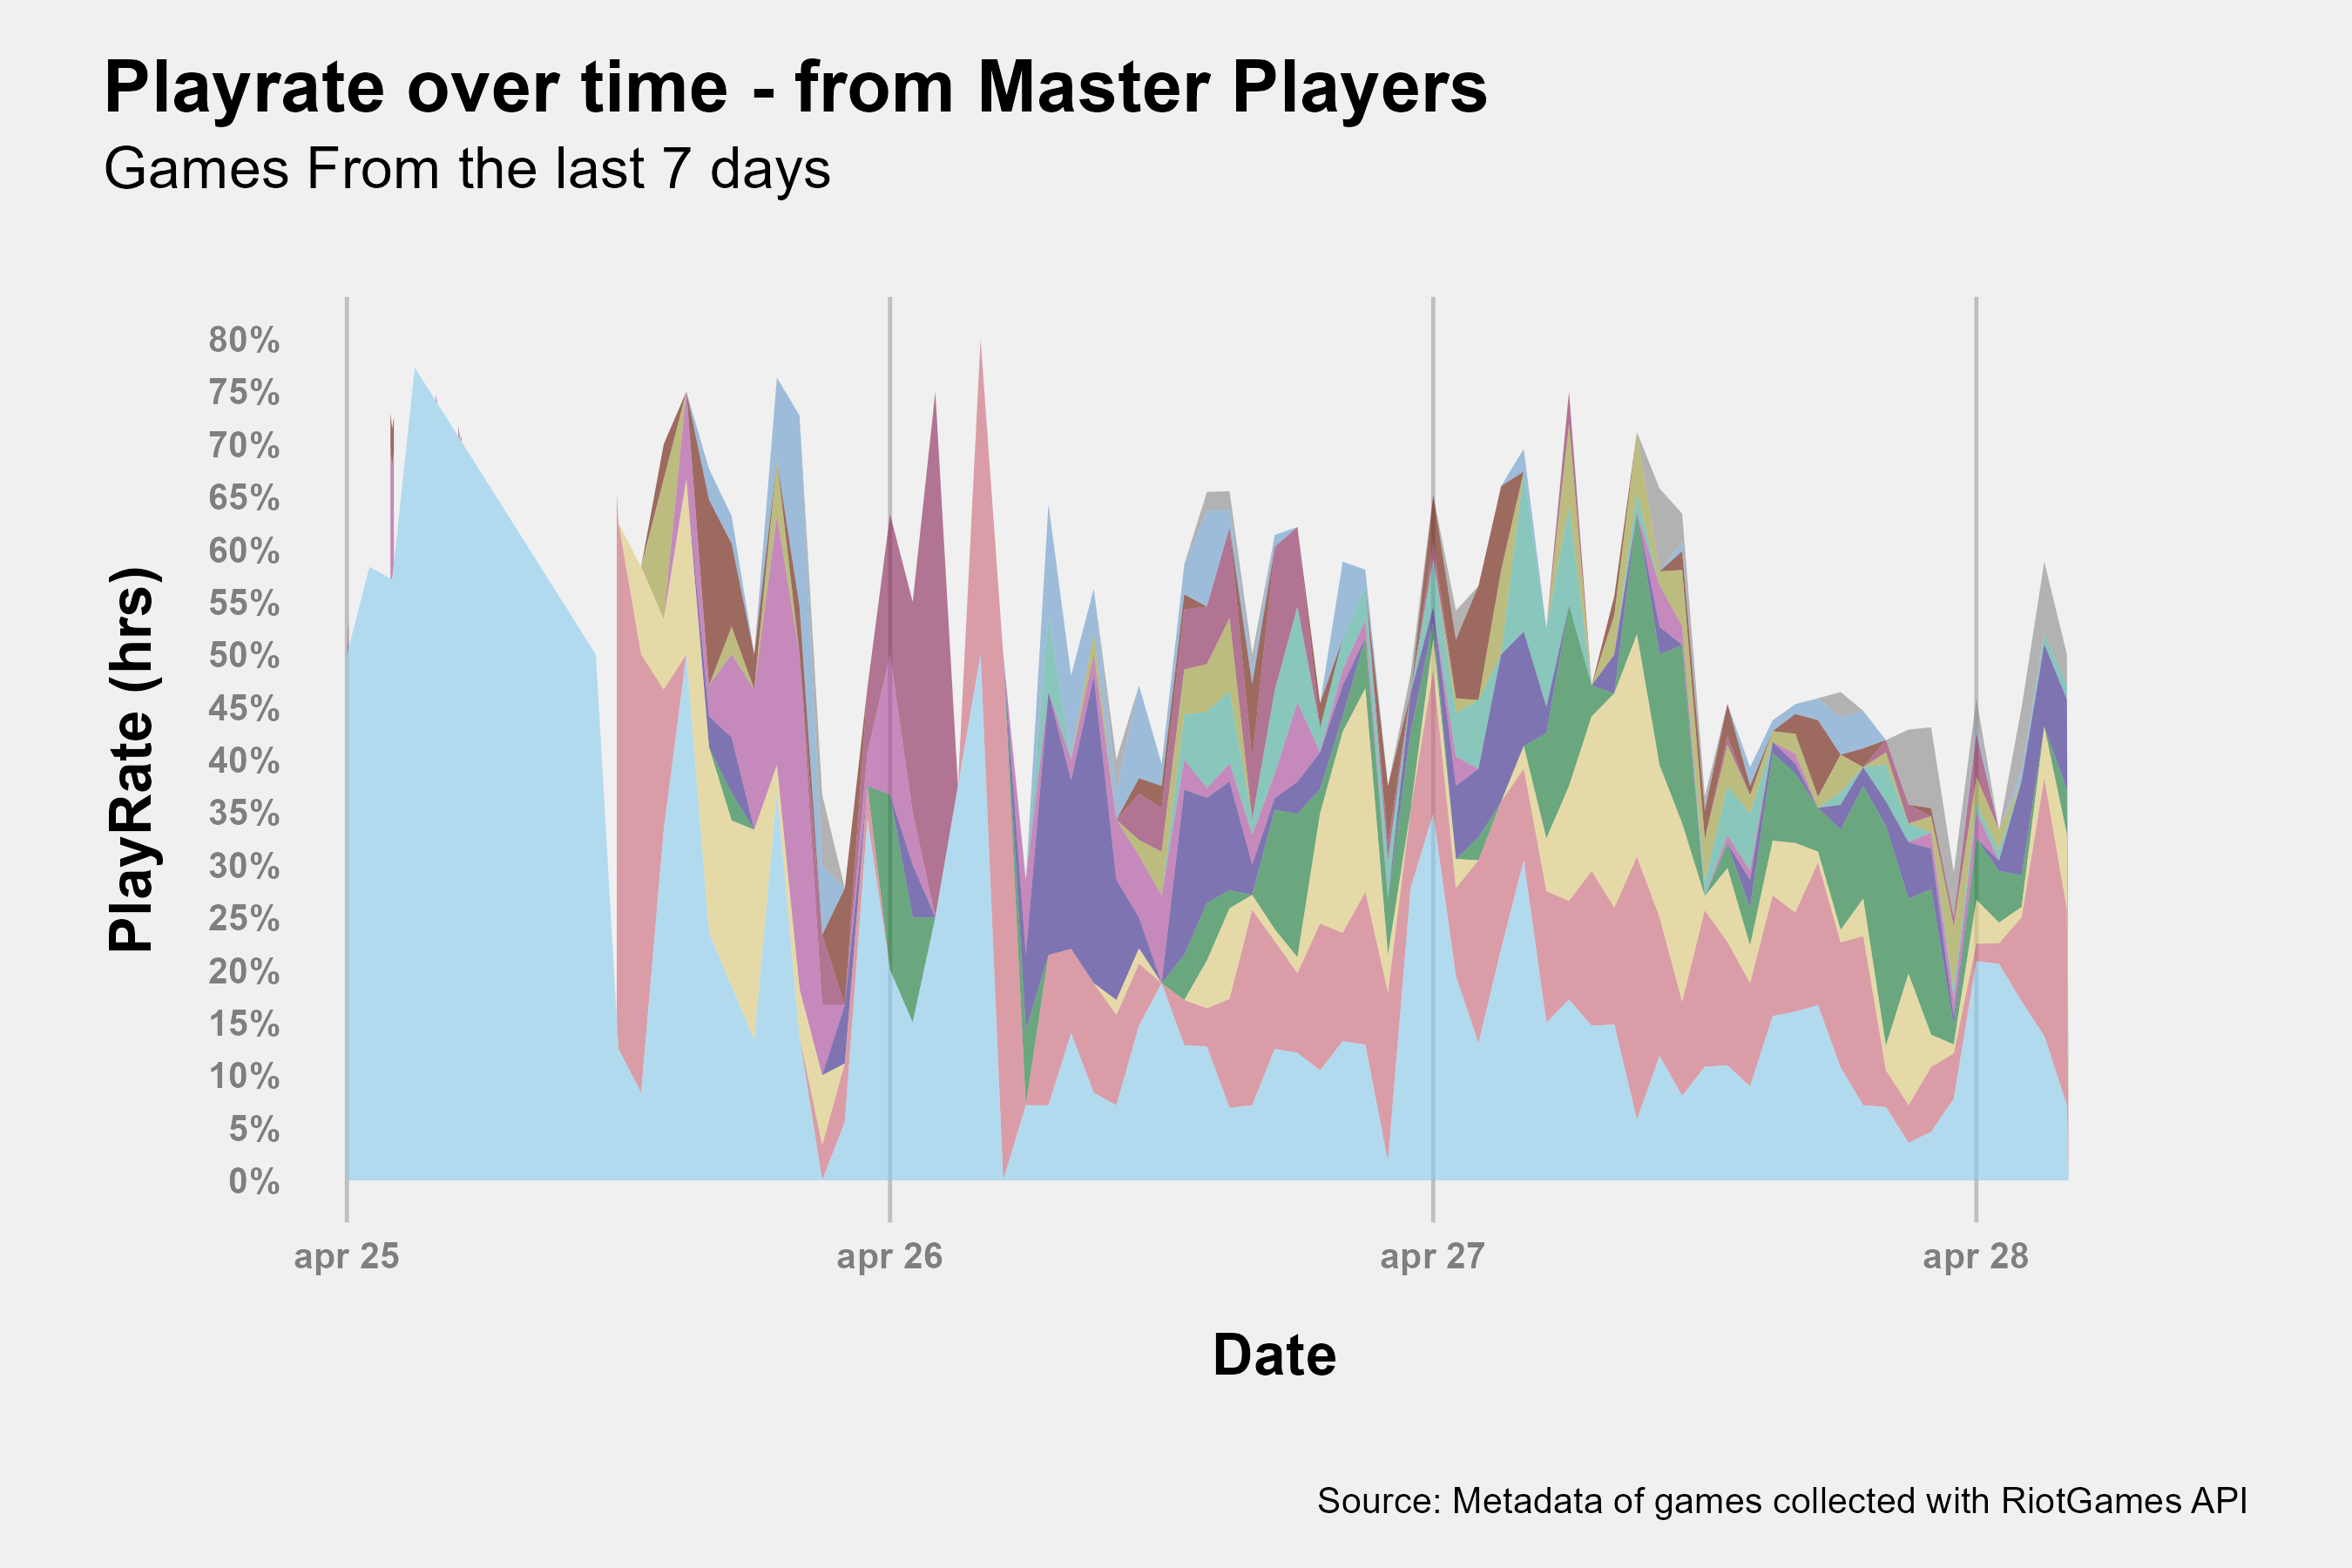 Playrate over time - from Master Players
Games From the last 7 days
PlayRate (hrs)
80%
75%
70%
65%
60%
55%
50%
45%
40%
35%
30%
25%
20%
15%
10%
5%
0%
apr 25
apr 26
apr 27
apr 28
Date
Source: Metadata of games collected with RiotGames API